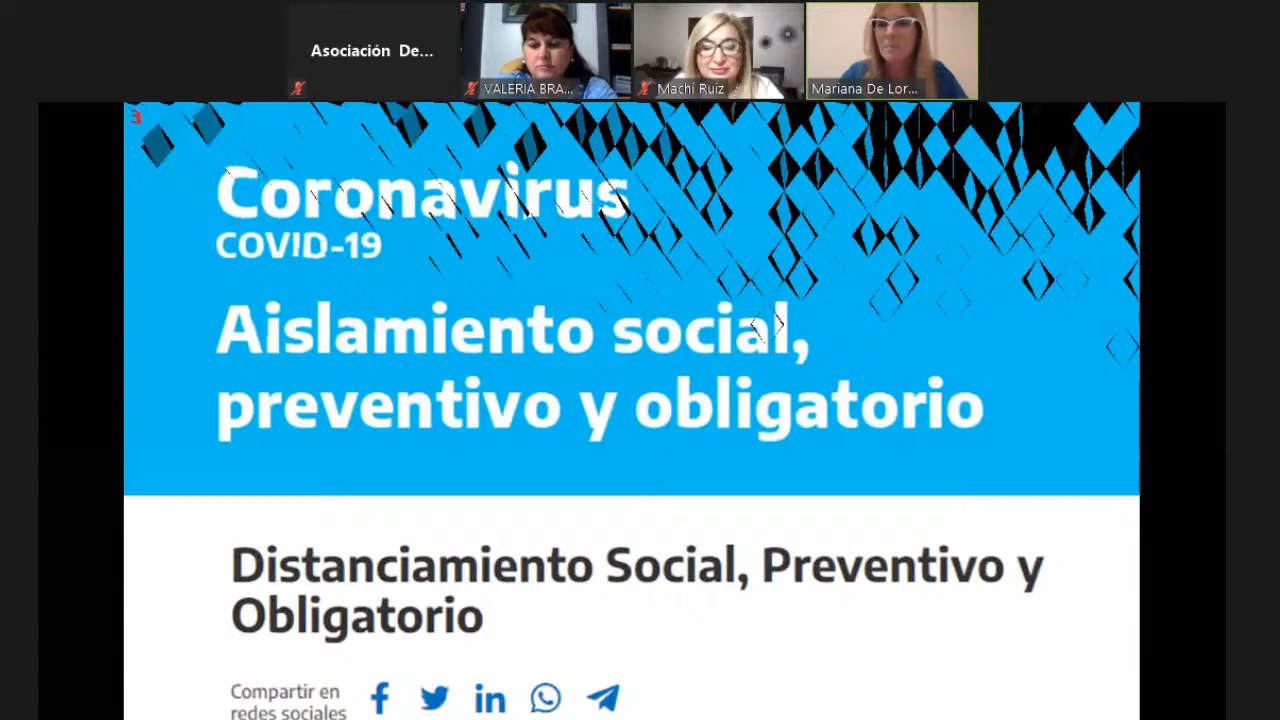 Asociación De...
VALERIA BRA...
Machi Ruiz
Mariana De Lor...
3
Coronavirus
COVID-19
Aislamiento social,
preventivo y obligatorio
Distanciamiento Social, Preventivo y
Obligatorio
Compartir en
redes sociales